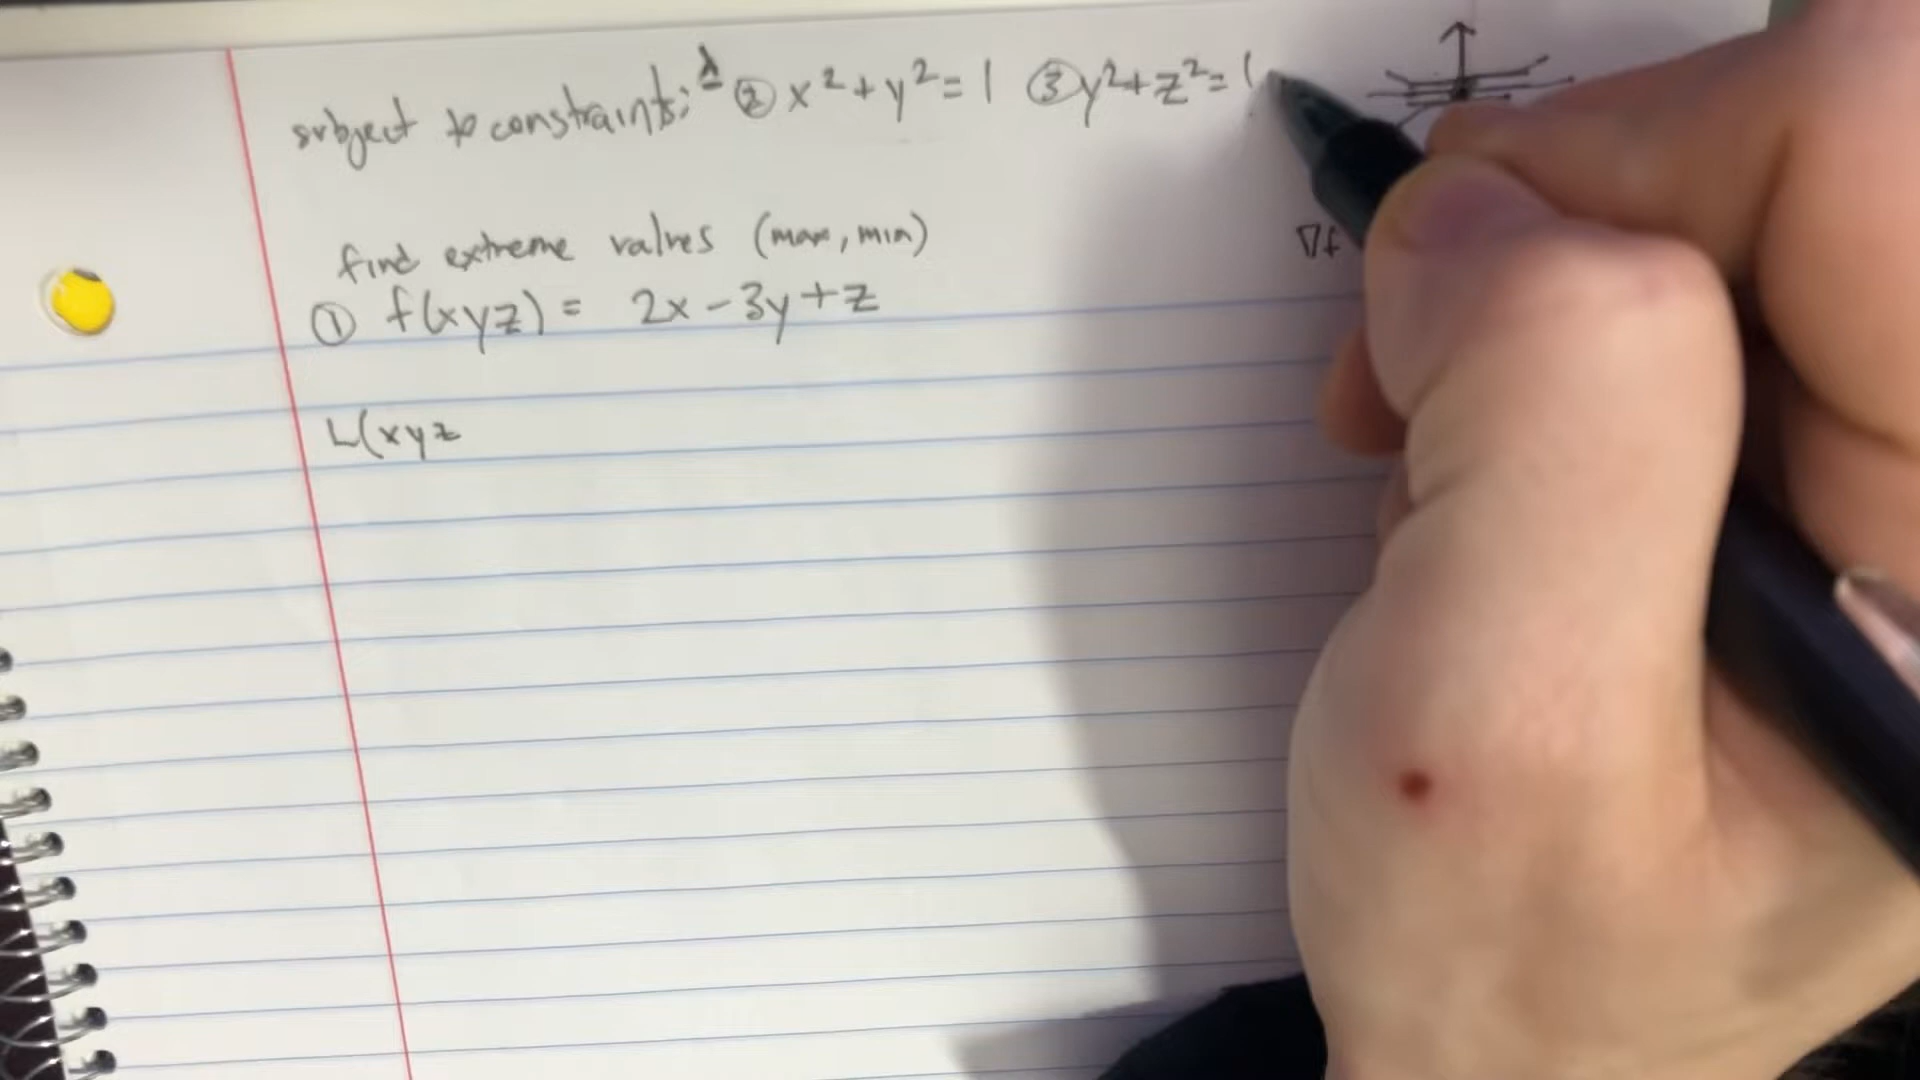 subject to constraints: λ ② x² + y² = 1 ③ y² + z² = 1
find extreme values (max, min)
∇f
① f(xyz) = 2x - 3y + z
L(xyz